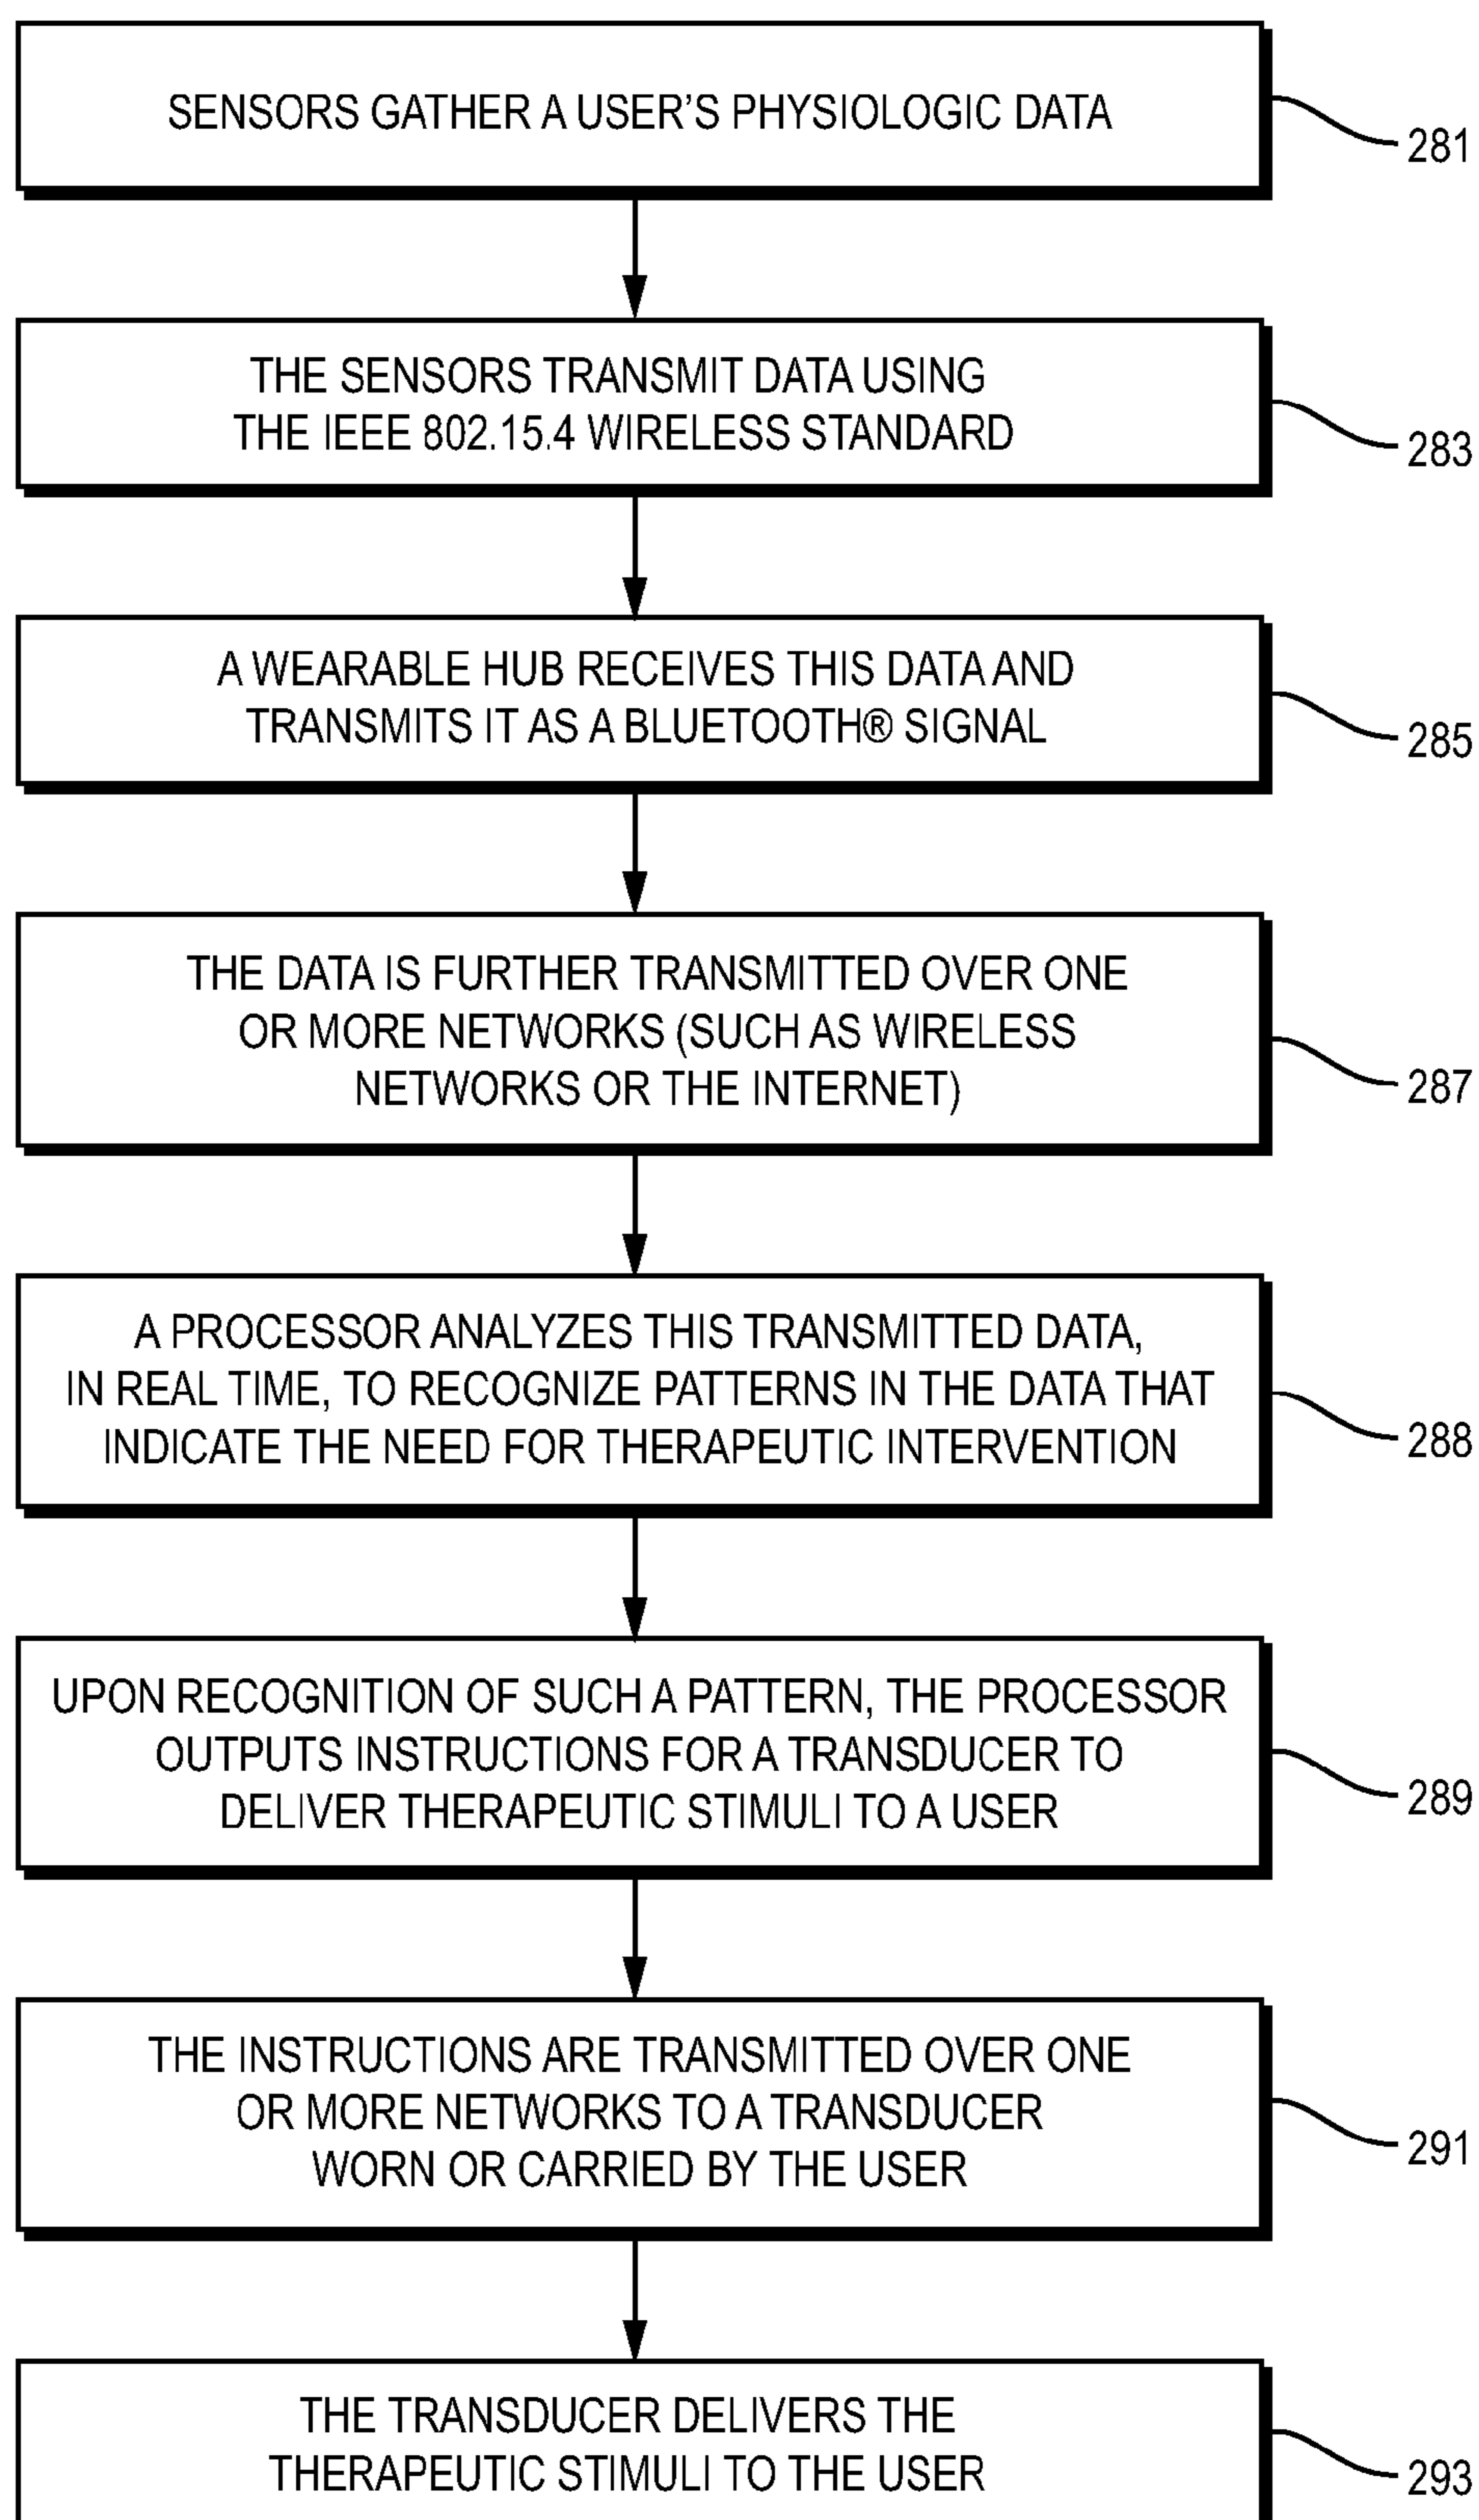 SENSORS GATHER A USER'S PHYSIOLOGIC DATA
281
THE SENSORS TRANSMIT DATA USING
THE IEEE 802.15.4 WIRELESS STANDARD
283
A WEARABLE HUB RECEIVES THIS DATA AND
TRANSMITS IT AS A BLUETOOTH® SIGNAL
285
THE DATA IS FURTHER TRANSMITTED OVER ONE
OR MORE NETWORKS (SUCH AS WIRELESS
NETWORKS OR THE INTERNET)
287
A PROCESSOR ANALYZES THIS TRANSMITTED DATA,
IN REAL TIME, TO RECOGNIZE PATTERNS IN THE DATA THAT
INDICATE THE NEED FOR THERAPEUTIC INTERVENTION
288
UPON RECOGNITION OF SUCH A PATTERN, THE PROCESSOR
OUTPUTS INSTRUCTIONS FOR A TRANSDUCER TO
DELIVER THERAPEUTIC STIMULI TO A USER
289
THE INSTRUCTIONS ARE TRANSMITTED OVER ONE
OR MORE NETWORKS TO A TRANSDUCER
WORN OR CARRIED BY THE USER
291
THE TRANSDUCER DELIVERS THE
THERAPEUTIC STIMULI TO THE USER
293